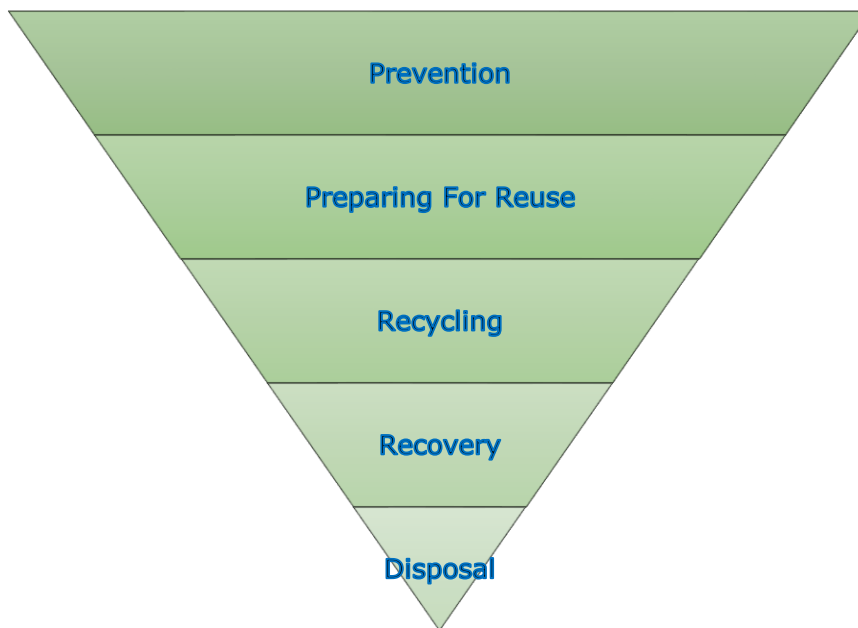 Prevention
Preparing For Reuse
Recycling
Recovery
Disposal